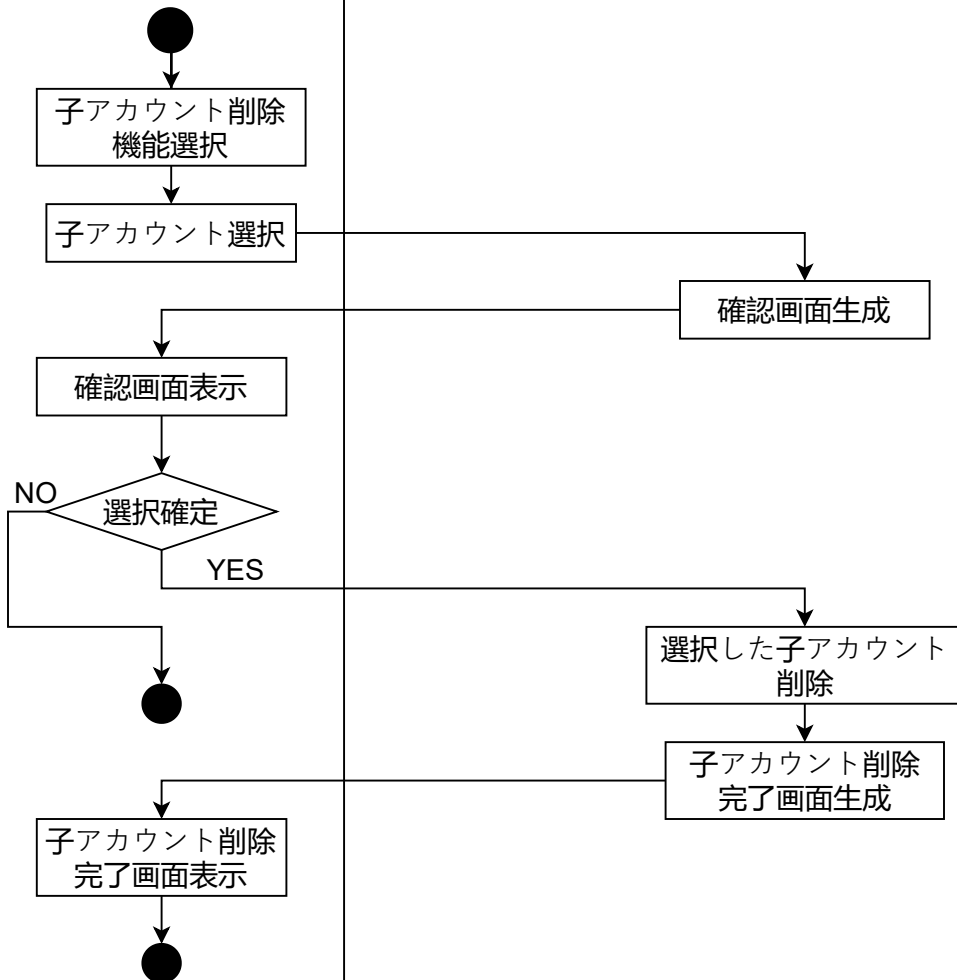 子アカウント削除
機能選択
子アカウント選択
確認画面生成
確認画面表示
選択確定
NO
YES
選択した子アカウント
削除
子アカウント削除
完了画面生成
子アカウント削除
完了画面表示